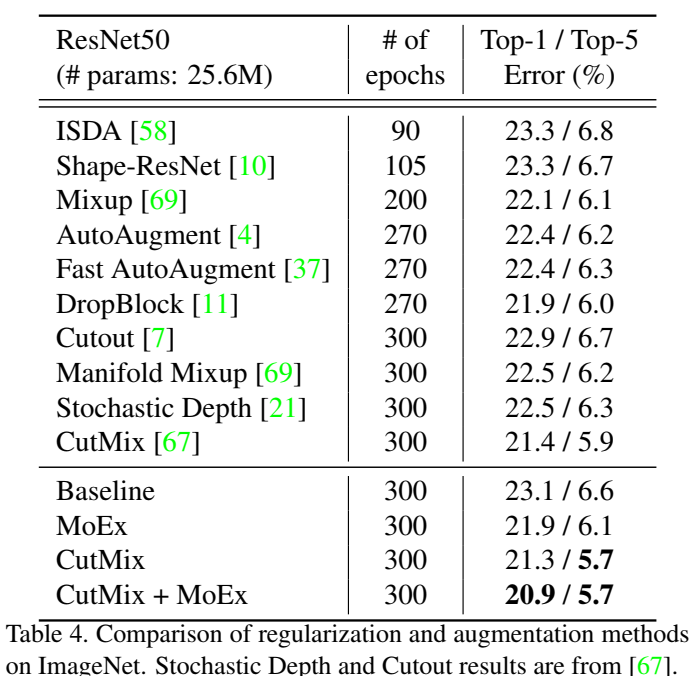 ResNet50 # of Top-1 / Top-5
(# params: 25.6M) epochs Error (%)
ISDA [58] 90 23.3 / 6.8
Shape-ResNet [10] 105 23.3 / 6.7
Mixup [69] 200 22.1 / 6.1
AutoAugment [4] 270 22.4 / 6.2
Fast AutoAugment [37] 270 22.4 / 6.3
DropBlock [11] 270 21.9 / 6.0
Cutout [7] 300 22.9 / 6.7
Manifold Mixup [69] 300 22.5 / 6.2
Stochastic Depth [21] 300 22.5 / 6.3
CutMix [67] 300 21.4 / 5.9
Baseline 300 23.1 / 6.6
MoEx 300 21.9 / 6.1
CutMix 300 21.3 / 5.7
CutMix + MoEx 300 20.9 / 5.7
Table 4. Comparison of regularization and augmentation methods
on ImageNet. Stochastic Depth and Cutout results are from [67].